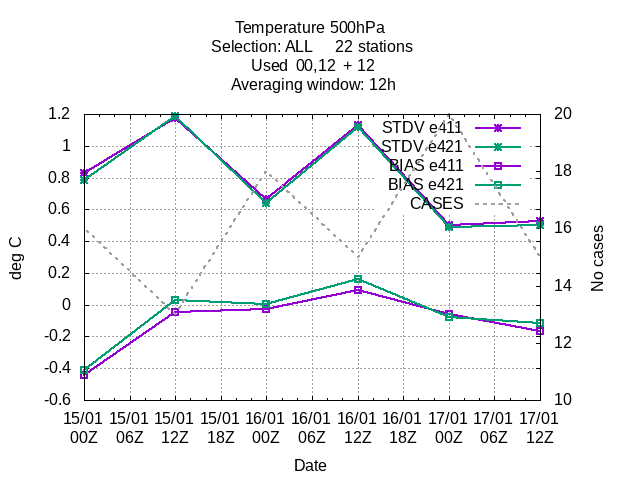 Temperature 500hPa
Selection: ALL 22 stations
Used 00,12 + 12
Averaging window: 12h
1.2
1
0.8
0.6
0.4
0.2
0
-0.2
-0.4
-0.6
deg C
20
18
16
14
12
10
No cases
STDV e411
STDV e421
BIAS e411
BIAS e421
CASES
15/01 15/01 15/01 15/01 16/01 16/01 16/01 16/01 17/01 17/01 17/01
00Z 06Z 12Z 18Z 00Z 06Z 12Z 18Z 00Z 06Z 12Z
Date